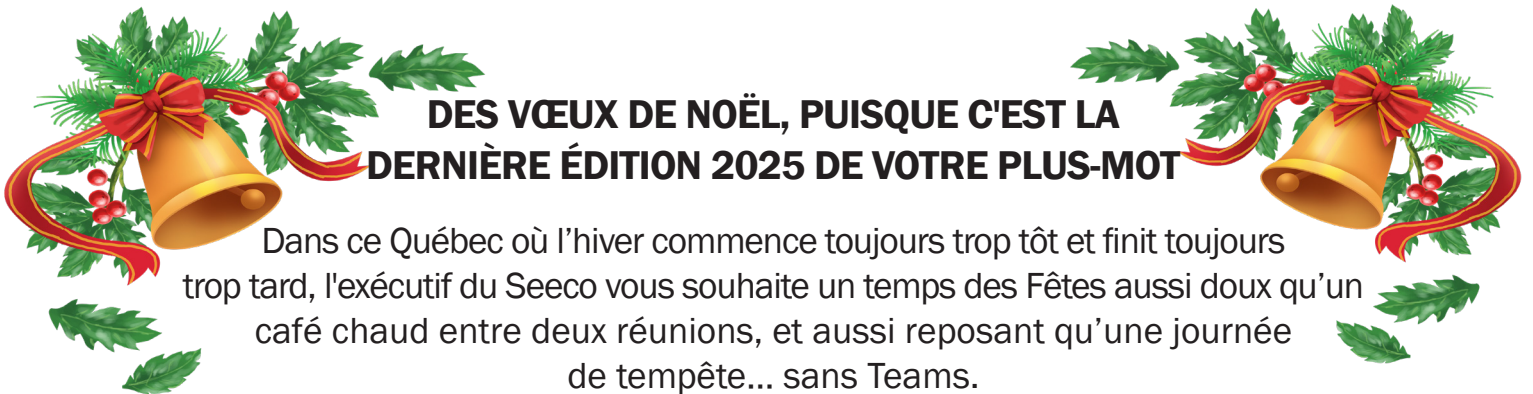 DES VŒUX DE NOËL, PUISQUE C'EST LA
DERNIÈRE ÉDITION 2025 DE VOTRE PLUS-MOT
Dans ce Québec où l’hiver commence toujours trop tôt et finit toujours
trop tard, l'exécutif du Seeco vous souhaite un temps des Fêtes aussi doux qu’un
café chaud entre deux réunions, et aussi reposant qu’une journée
de tempête... sans Teams.